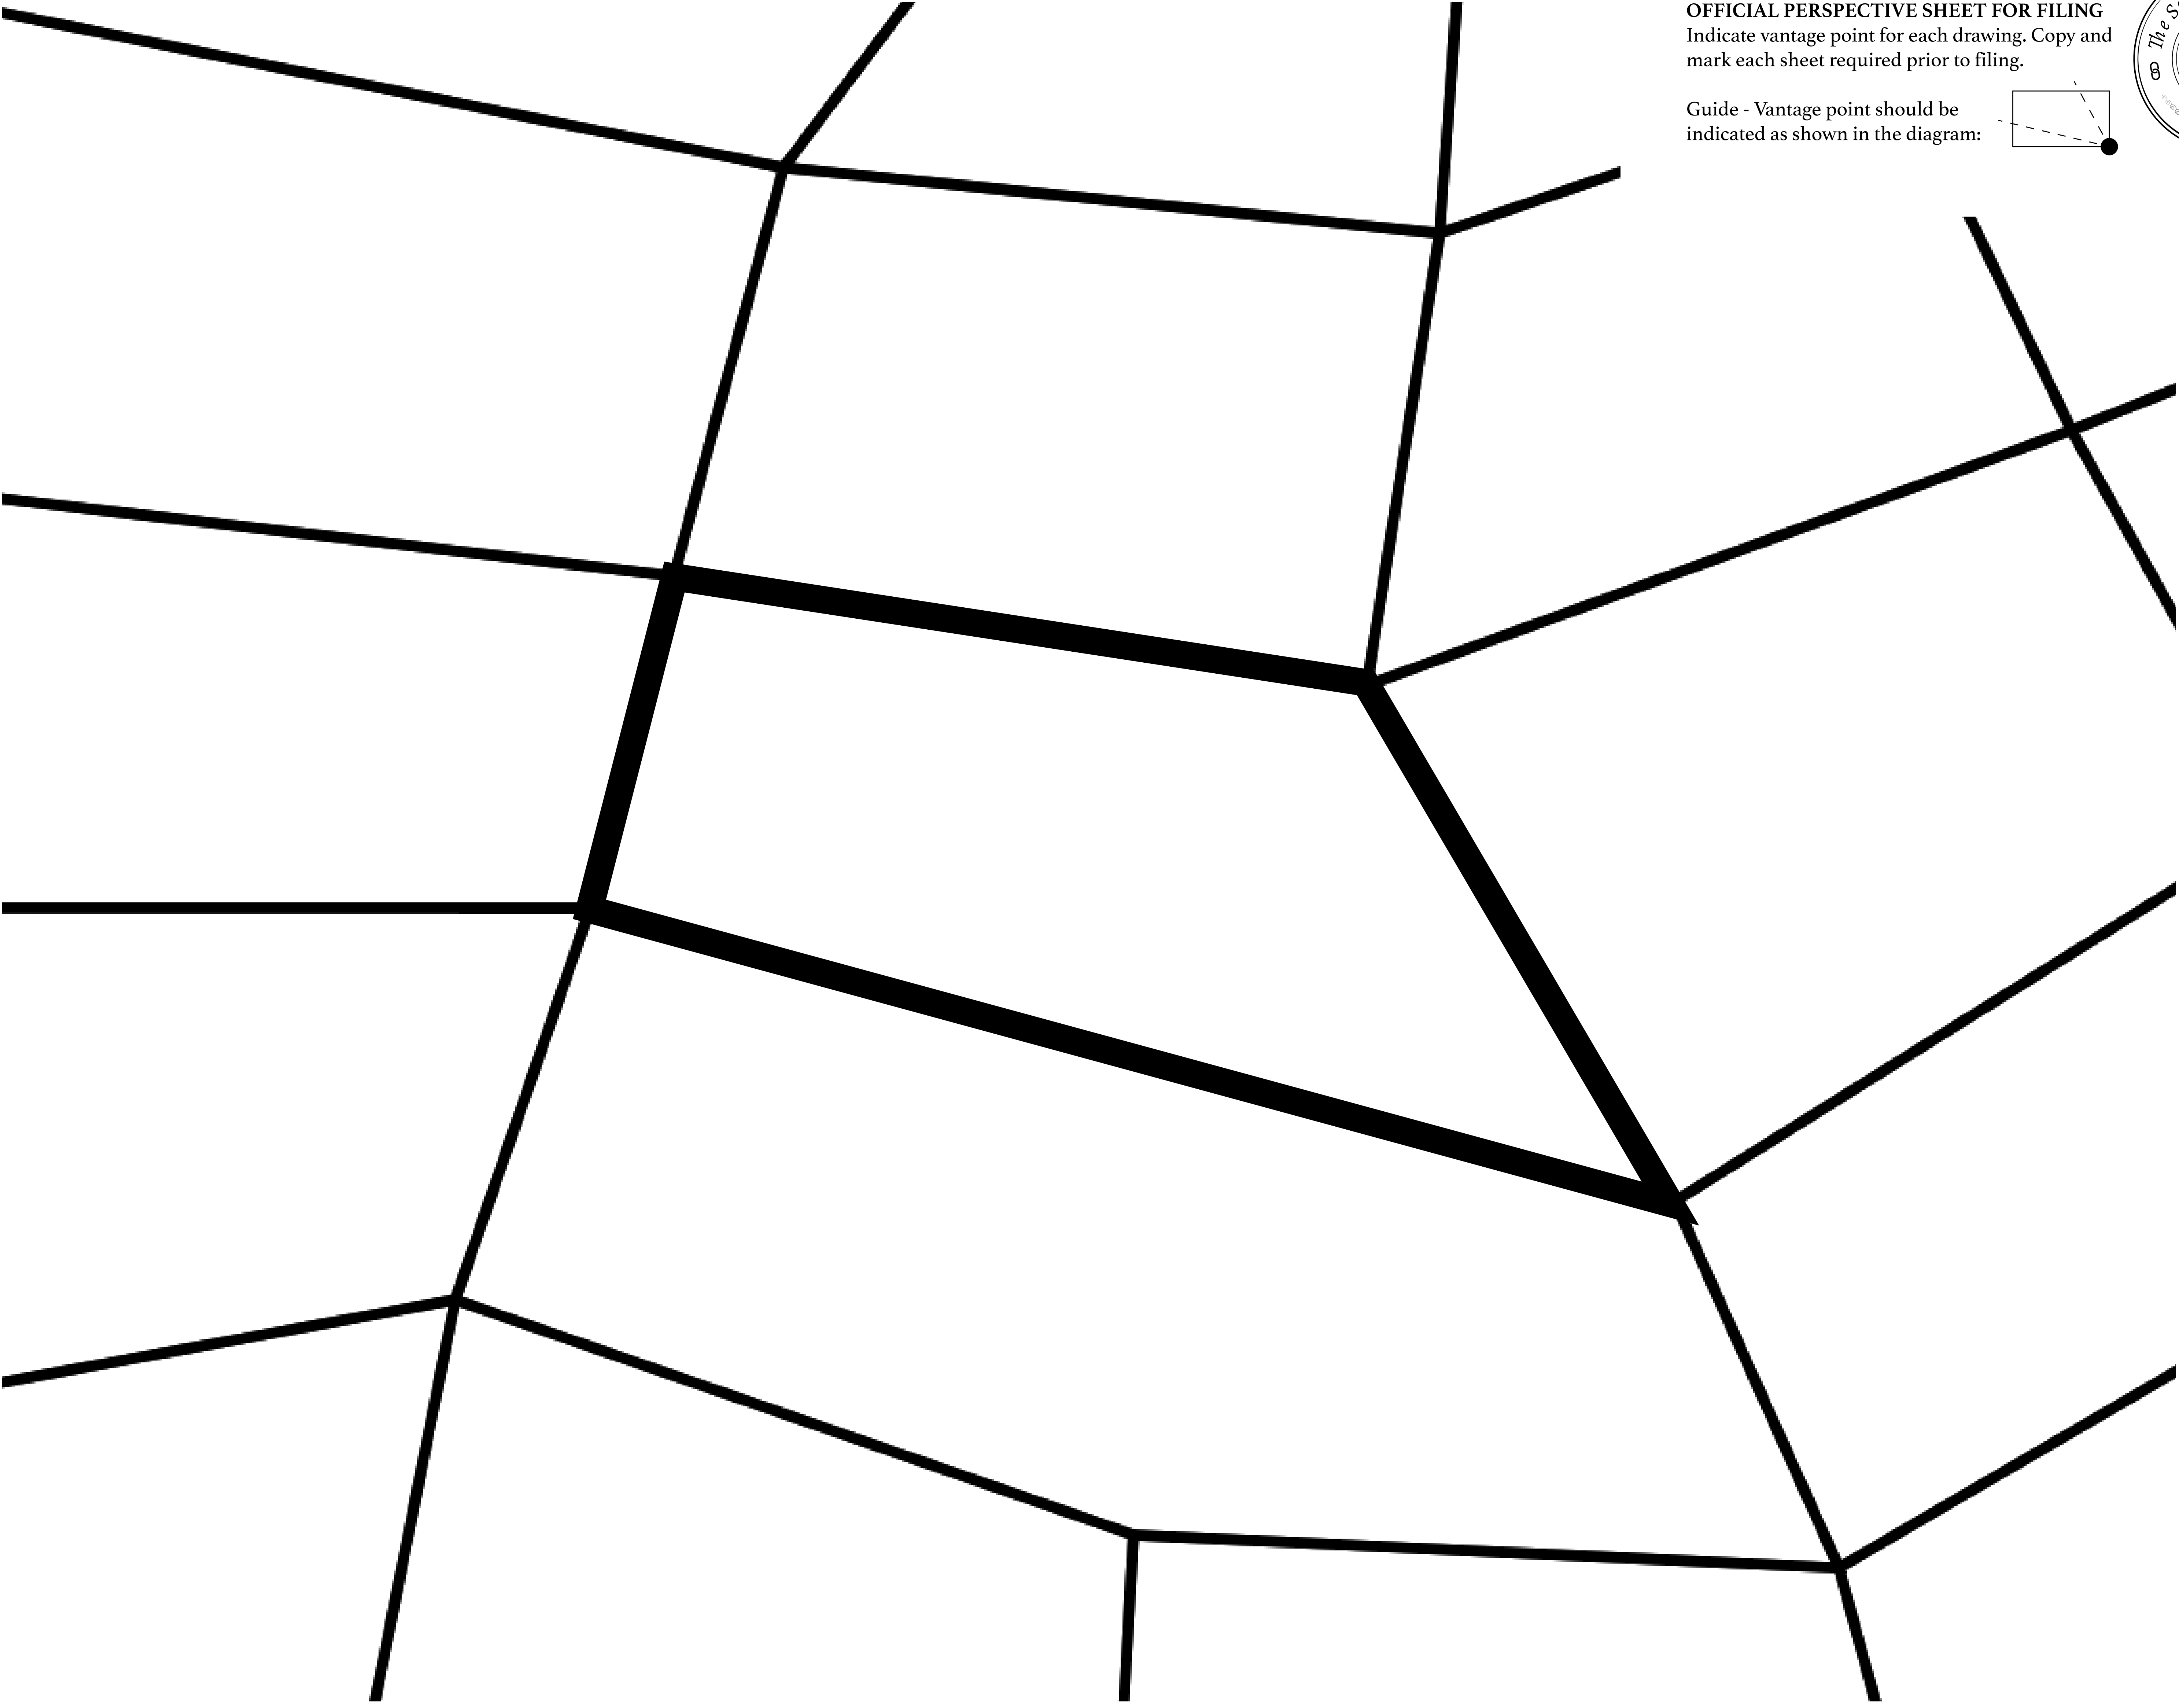 OFFICIAL PERSPECTIVE SHEET FOR FILING
Indicate vantage point for each drawing. Copy and
mark each sheet required prior to filing.
Guide - Vantage point should be
indicated as shown in the diagram:
The